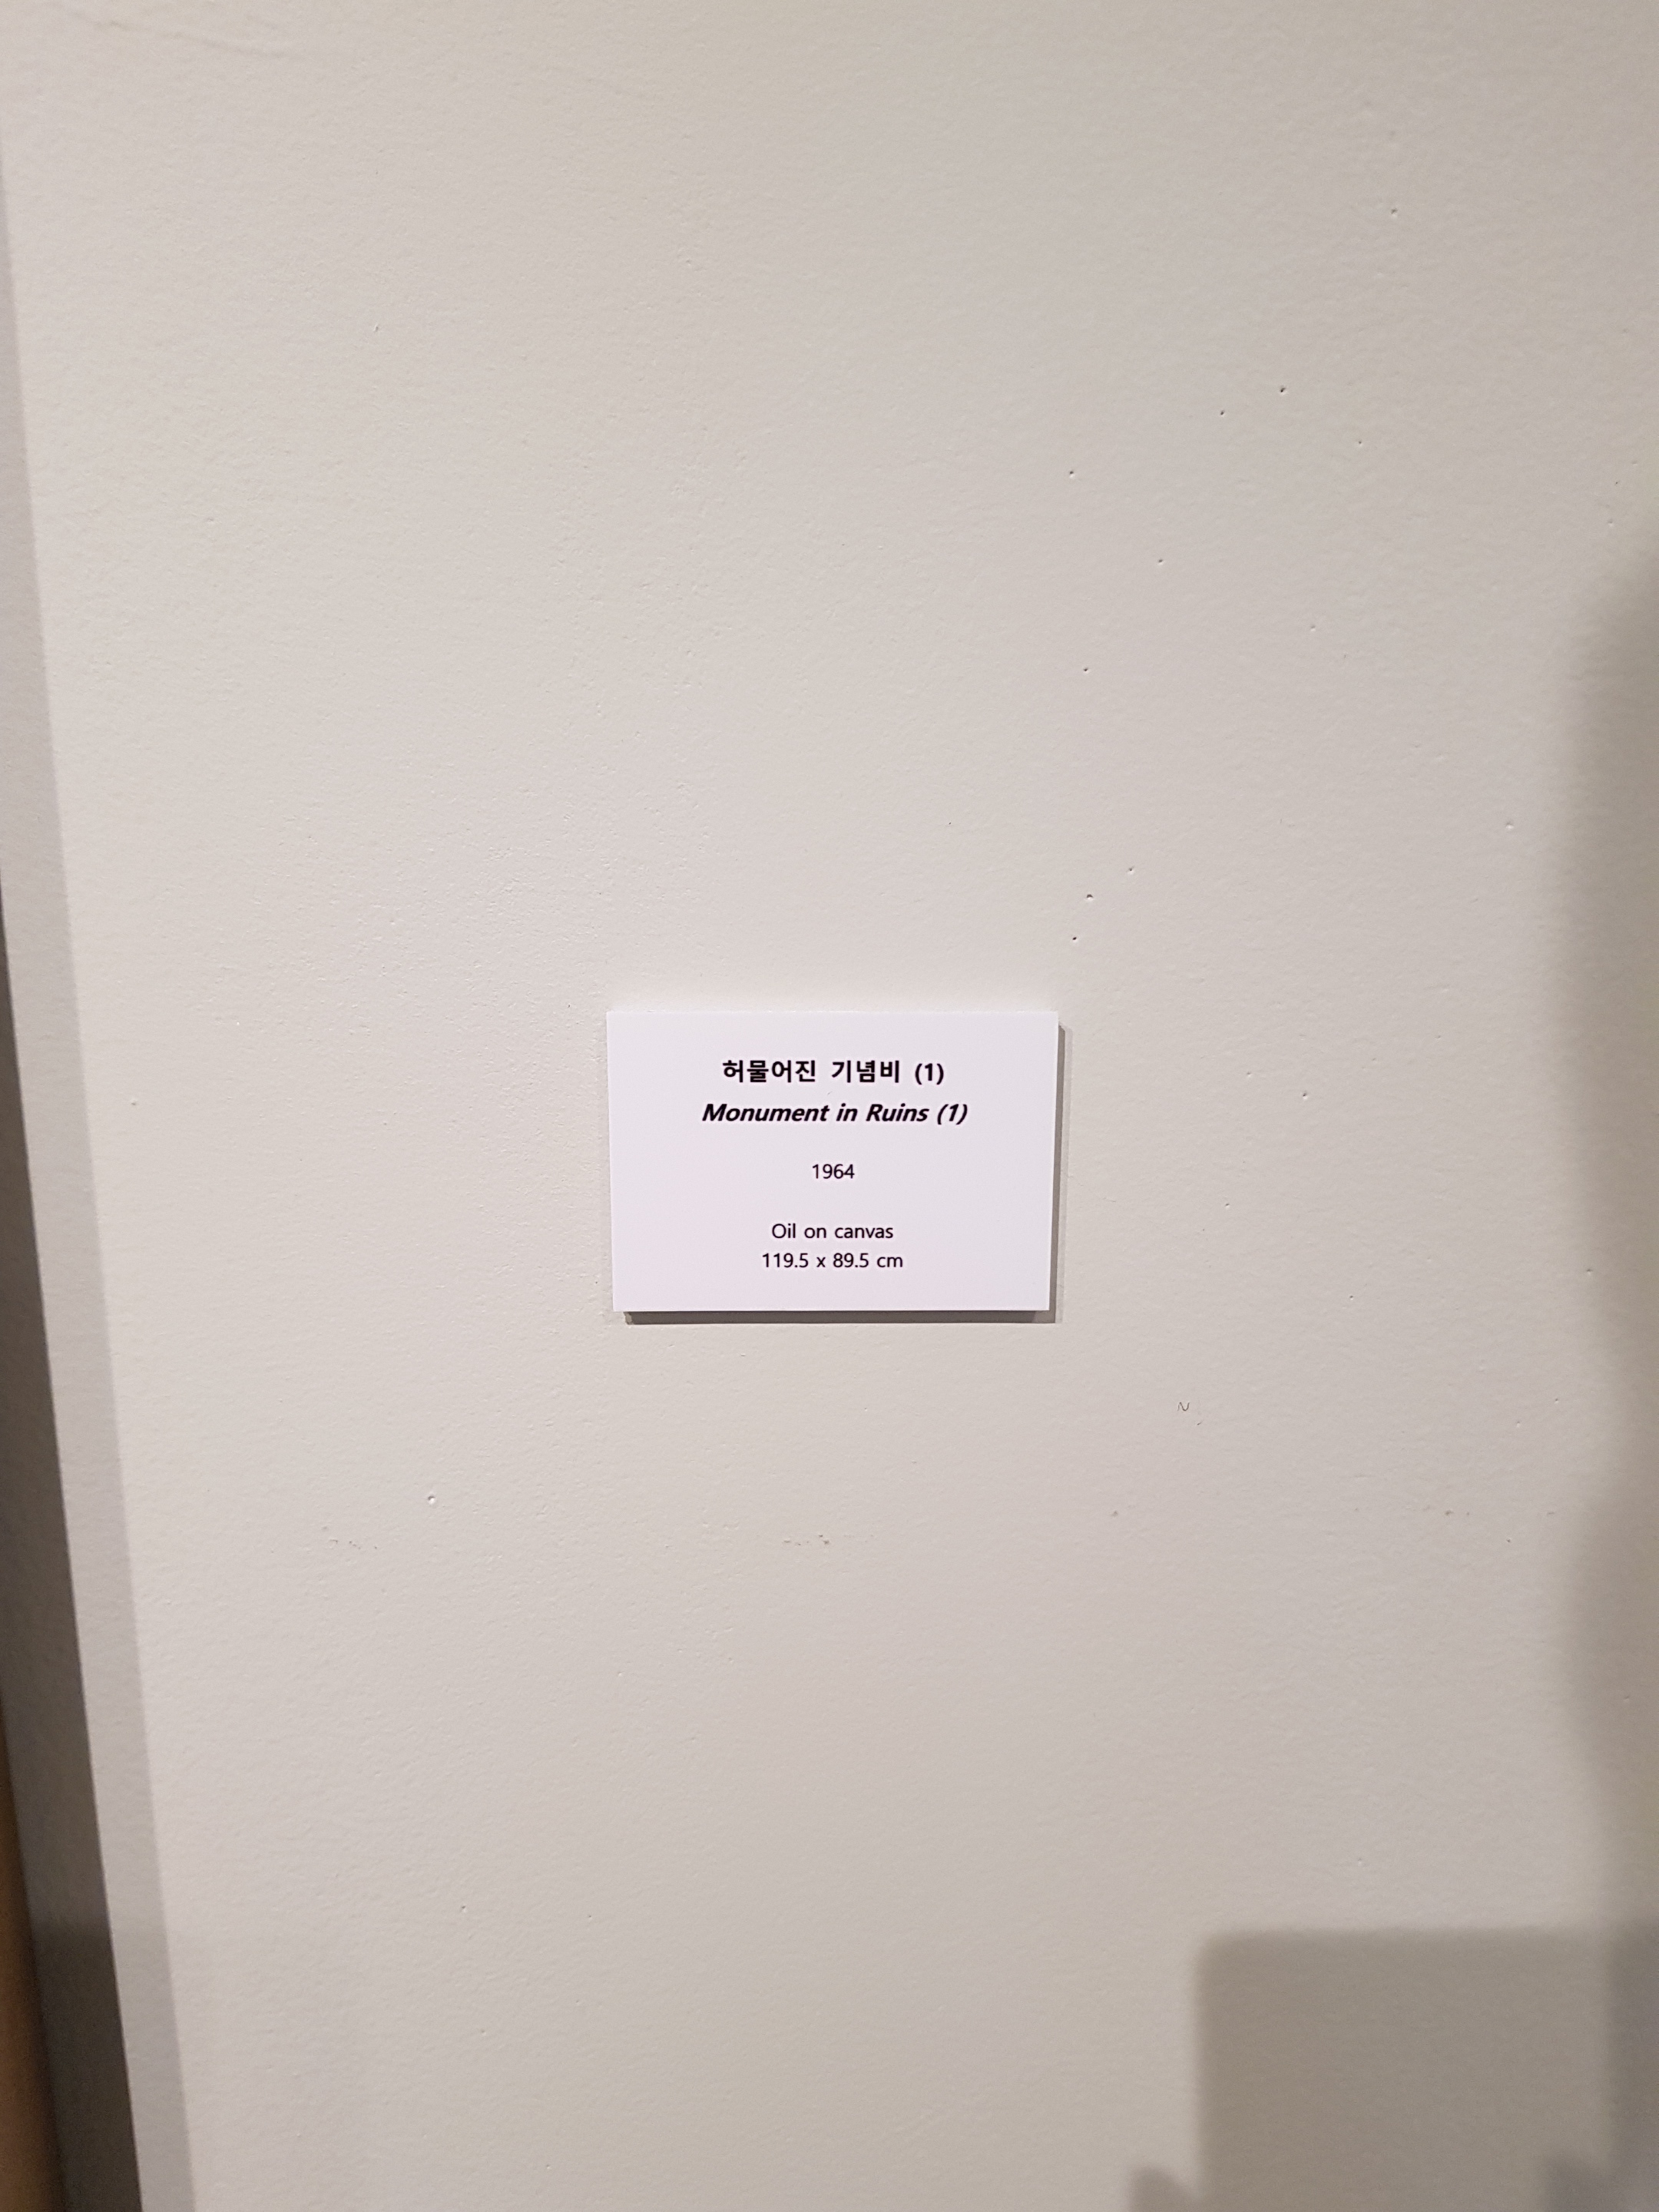 허물어진 기념비 (1)
Monument in Ruins (1)
1964
Oil on canvas
119.5 x 89.5 cm